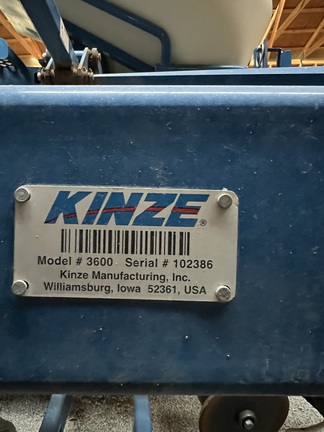 KINZE®
Model # 3600 Serial # 102386
Kinze Manufacturing, Inc.
Williamsburg, Iowa 52361, USA